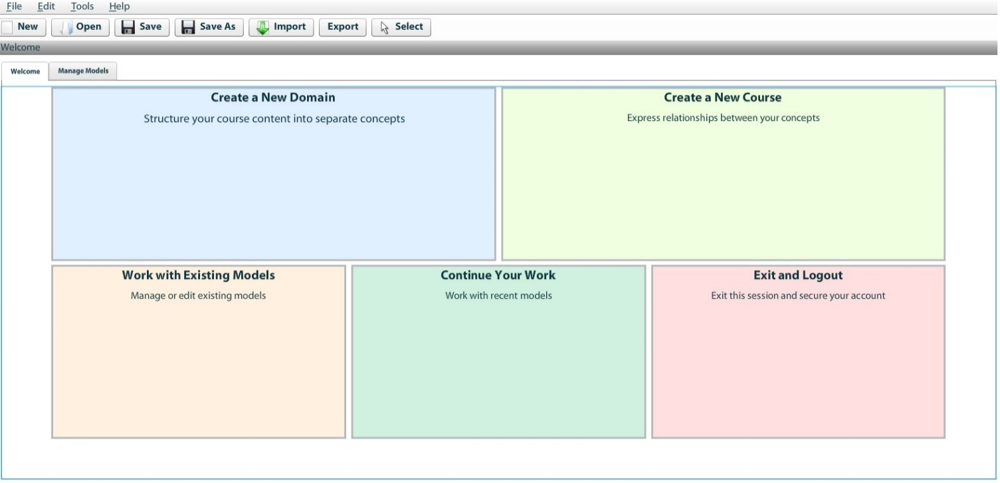 File Edit Tools Help
New Open Save Save As Import Export Select
Welcome
Welcome Manage Models
Create a New Domain
Structure your course content into separate concepts
Create a New Course
Express relationships between your concepts
Work with Existing Models
Manage or edit existing models
Continue Your Work
Work with recent models
Exit and Logout
Exit this session and secure your account